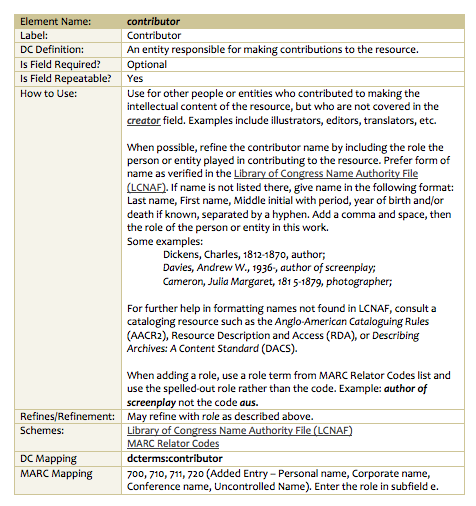 Element Name: contributor
Label: Contributor
DC Definition: An entity responsible for making contributions to the resource.
Is Field Required? Optional
Is Field Repeatable? Yes
How to Use: Use for other people or entities who contributed to making the
intellectual content of the resource, but who are not covered in the
creator field. Examples include illustrators, editors, translators, etc.
When possible, refine the contributor name by including the role the
person or entity played in contributing to the resource. Prefer form of
name as verified in the Library of Congress Name Authority File
(LCNAF). If name is not listed there, give name in the following format:
Last name, First name, Middle initial with period, year of birth and/or
death if known, separated by a hyphen. Add a comma and space, then
the role of the person or entity in this work.
Some examples:
Dickens, Charles, 1812-1870, author;
Davies, Andrew W., 1936-, author of screenplay;
Cameron, Julia Margaret, 181 5-1879, photographer;
For further help in formatting names not found in LCNAF, consult a
cataloging resource such as the Anglo-American Cataloguing Rules
(AACR2), Resource Description and Access (RDA), or Describing
Archives: A Content Standard (DACS).
When adding a role, use a role term from MARC Relator Codes list and
use the spelled-out role rather than the code. Example: author of
screenplay not the code aus.
Refines/Refinement: May refine with role as described above.
Schemes: Library of Congress Name Authority File (LCNAF)
MARC Relator Codes
DC Mapping dcterms:contributor
MARC Mapping 700, 710, 711, 720 (Added Entry – Personal name, Corporate name,
Conference name, Uncontrolled Name). Enter the role in subfield e.